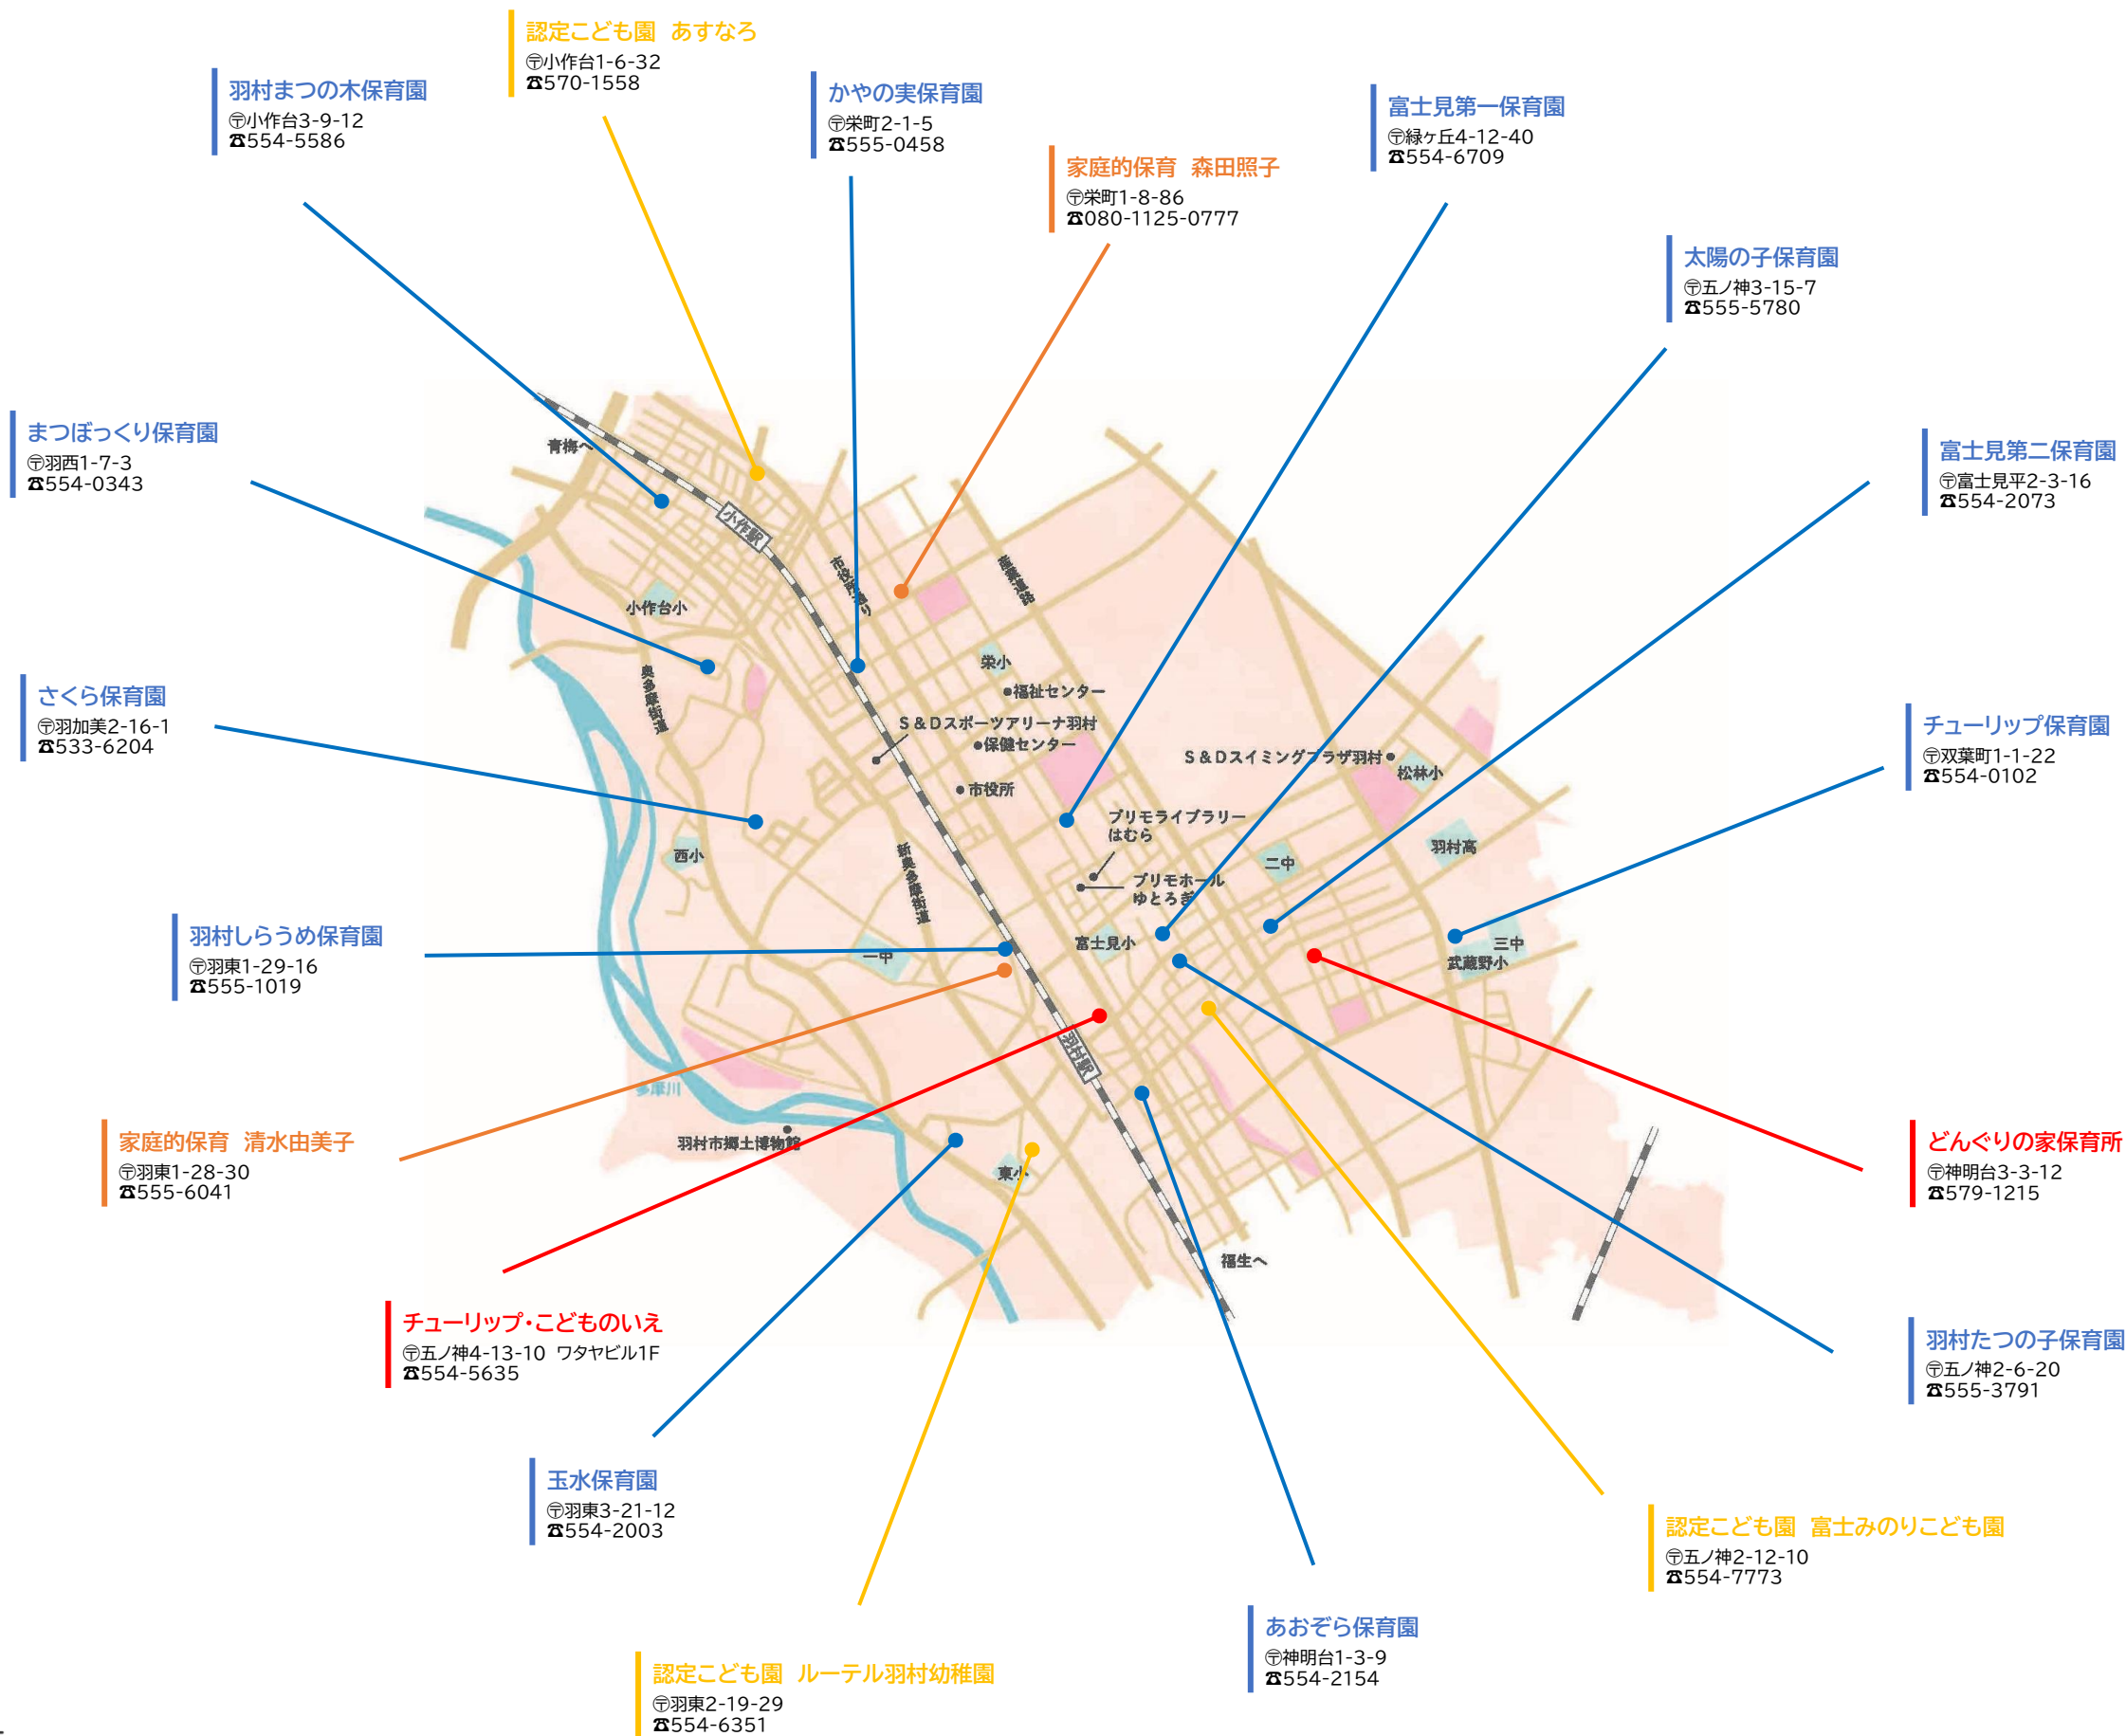 認定こども園 あすなろ
〶小作台1-6-32
☎570-1558
羽村まつの木保育園
〶小作台3-9-12
☎554-5586
かやの実保育園
〶栄町2-1-5
☎555-0458
富士見第一保育園
〶緑ヶ丘4-12-40
☎554-6709
家庭的保育 森田照子
〶栄町1-8-86
☎080-1125-0777
太陽の子保育園
〶五ノ神3-15-7
☎555-5780
まつぼっくり保育園
〶羽西1-7-3
☎554-0343
富士見第二保育園
〶富士見平2-3-16
☎554-2073
青梅へ
小作駅
市役所通り
産業道路
小作台小
奥多摩街道
栄小
●福祉センター
さくら保育園
〶羽加美2-16-1
☎533-6204
S&Dスポーツアリーナ羽村
●保健センター
S&Dスイミングプラザ羽村●
松林小
チューリップ保育園
〶双葉町1-1-22
☎554-0102
●市役所
プリモライブラリー
はむら
西小
新奥多摩街道
二中
羽村高
プリモホール
ゆとろぎ
羽村しらうめ保育園
〶羽東1-29-16
☎555-1019
一中
富士見小
三中
武蔵野小
羽村駅
多摩川
羽村市郷土博物館
東小
家庭的保育 清水由美子
〶羽東1-28-30
☎555-6041
どんぐりの家保育所
〶神明台3-3-12
☎579-1215
福生へ
チューリップ・こどものいえ
〶五ノ神4-13-10 ワタヤビル1F
☎554-5635
羽村たつの子保育園
〶五ノ神2-6-20
☎555-3791
玉水保育園
〶羽東3-21-12
☎554-2003
認定こども園 富士みのりこども園
〶五ノ神2-12-10
☎554-7773
あおぞら保育園
〶神明台1-3-9
☎554-2154
認定こども園 ルーテル羽村幼稚園
〶羽東2-19-29
☎554-6351